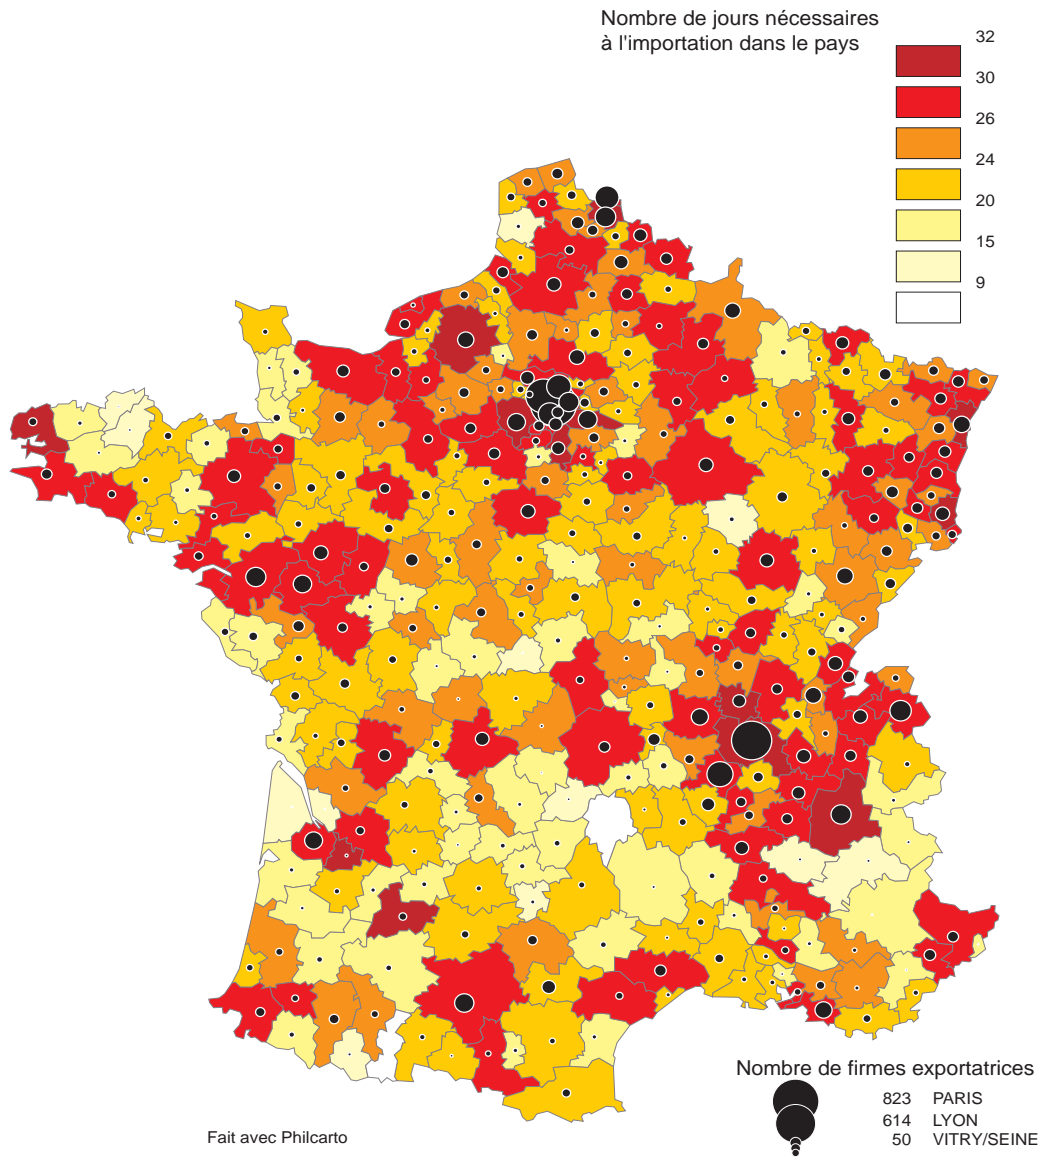 Nombre de jours nécessaires
à l'importation dans le pays
32
30
26
24
20
15
9
Nombre de firmes exportatrices
823 PARIS
614 LYON
50 VITRY/SEINE
Fait avec Philcarto